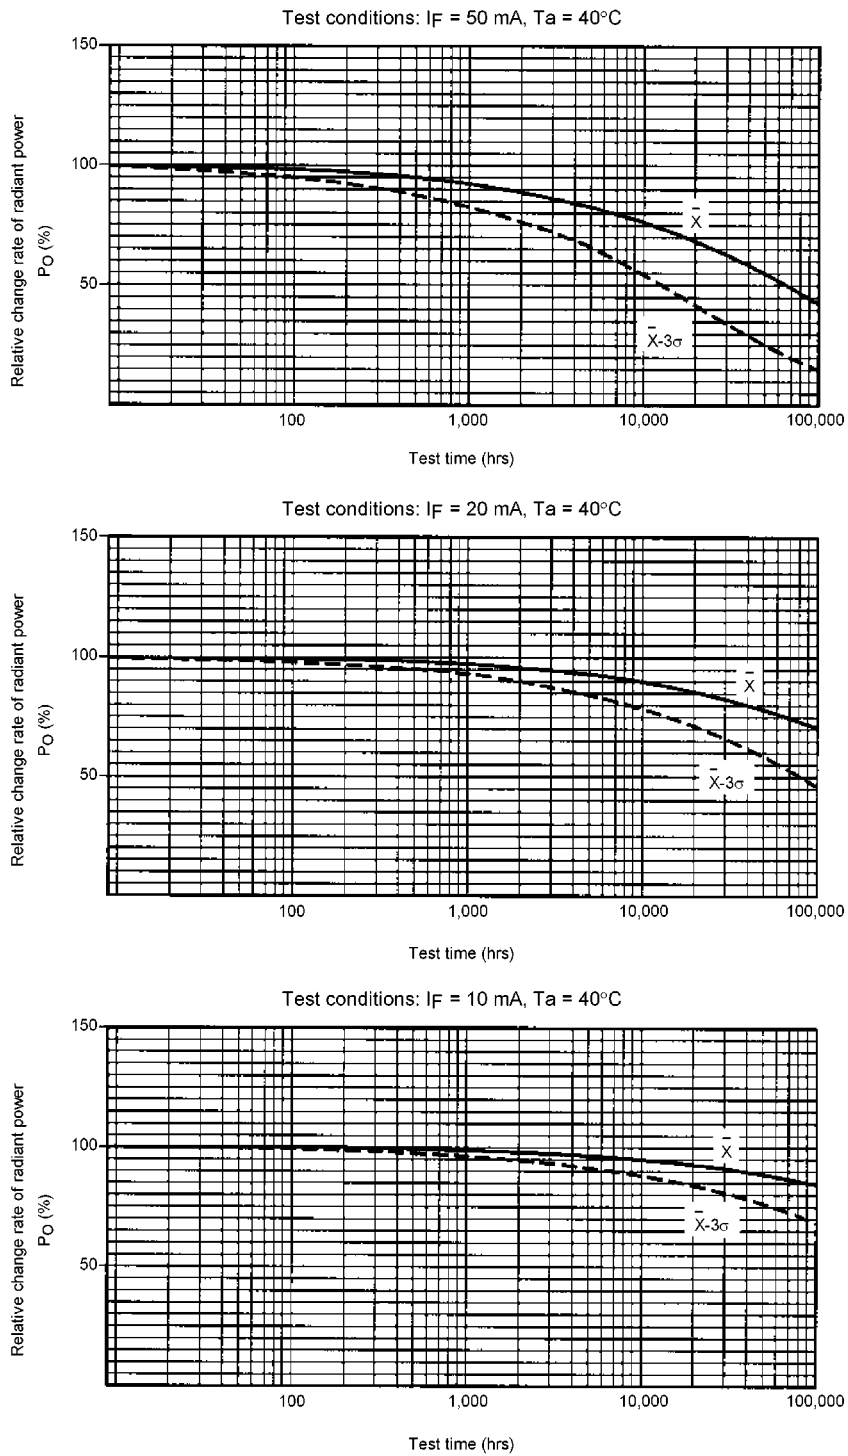 Test conditions: IF = 50 mA, Ta = 40°C
150
100
50
Relative change rate of radiant power
PO (%)
X̄
X̄-3σ
100 1,000 10,000 100,000
Test time (hrs)
Test conditions: IF = 20 mA, Ta = 40°C
150
100
50
Relative change rate of radiant power
PO (%)
X̄
X̄-3σ
100 1,000 10,000 100,000
Test time (hrs)
Test conditions: IF = 10 mA, Ta = 40°C
150
100
50
Relative change rate of radiant power
PO (%)
X̄
X̄-3σ
100 1,000 10,000 100,000
Test time (hrs)